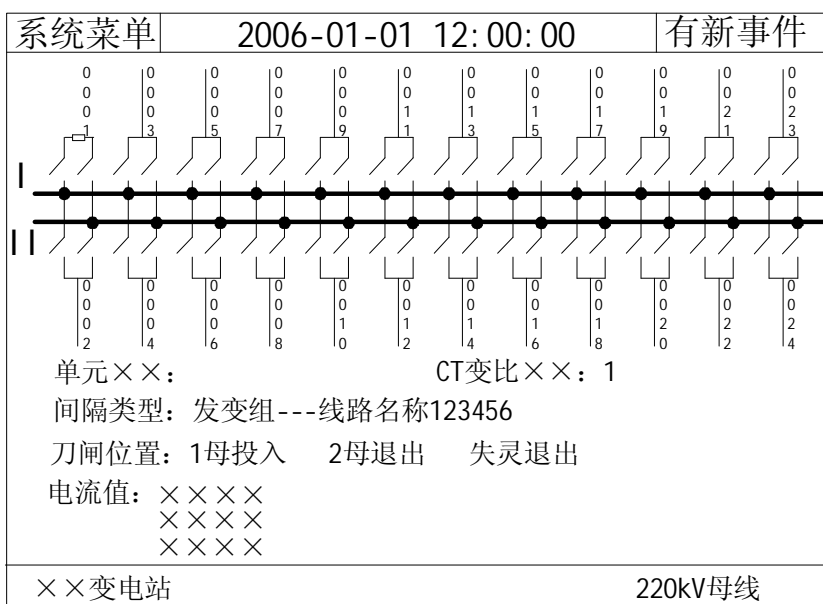 系统菜单 2006-01-01 12:00:00 有新事件
0001 0003 0005 0007 0009 0011 0013 0015 0017 0019 0021 0023
I
II
0002 0004 0006 0008 0010 0012 0014 0016 0018 0020 0022 0024
单元××： CT变比××：1
间隔类型：发变组---线路名称123456
刀闸位置：1母投入 2母退出 失灵退出
电流值：××××
××××
××××
××变电站 220kV母线